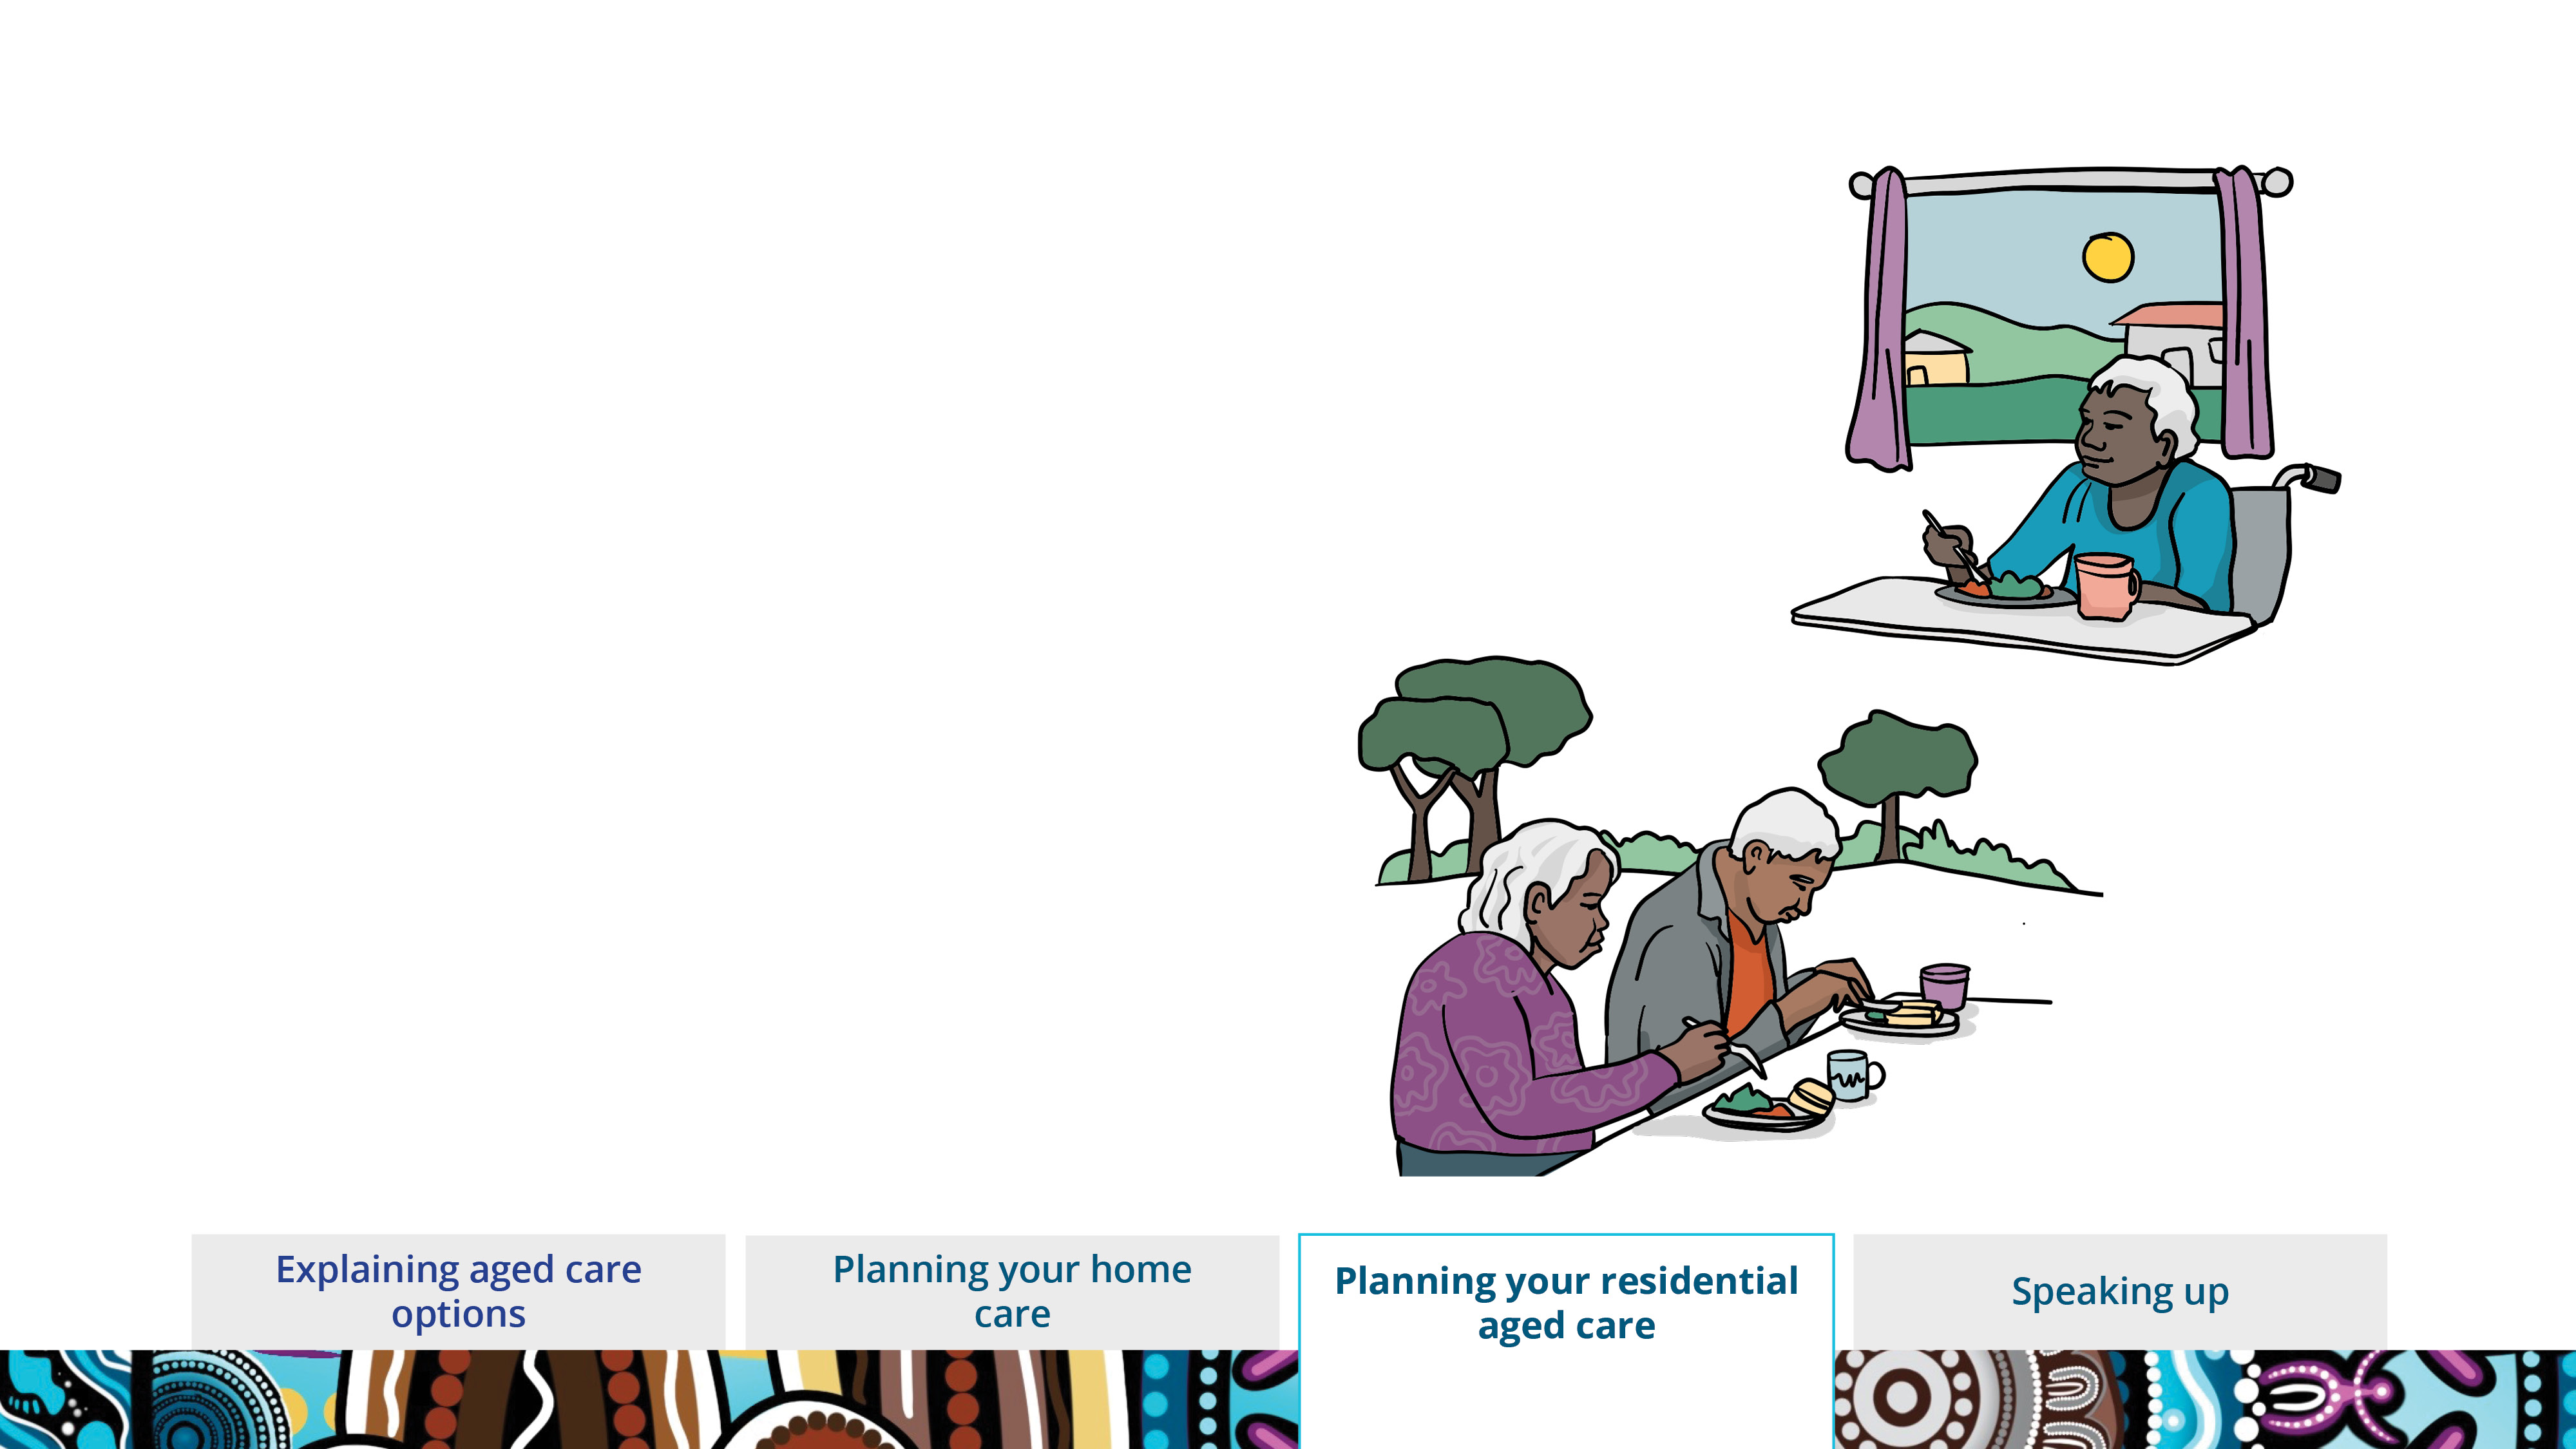 Explaining aged care
options
Planning your home
care
Planning your residential
aged care
Speaking up